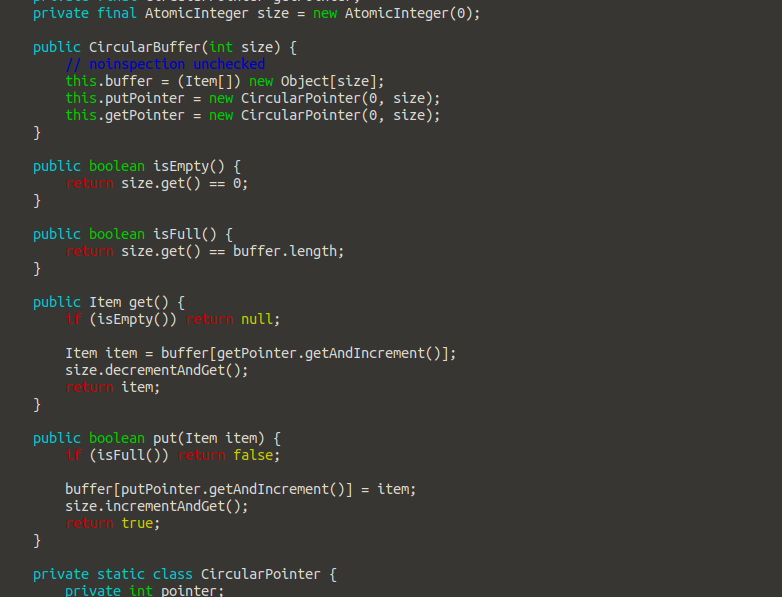 private final AtomicInteger size = new AtomicInteger(0);
public CircularBuffer(int size) {
// noinspection unchecked
this.buffer = (Item[]) new Object[size];
this.putPointer = new CircularPointer(0, size);
this.getPointer = new CircularPointer(0, size);
}
public boolean isEmpty() {
return size.get() == 0;
}
public boolean isFull() {
return size.get() == buffer.length;
}
public Item get() {
if (isEmpty()) return null;
Item item = buffer[getPointer.getAndIncrement()];
size.decrementAndGet();
return item;
}
public boolean put(Item item) {
if (isFull()) return false;
buffer[putPointer.getAndIncrement()] = item;
size.incrementAndGet();
return true;
}
private static class CircularPointer {
private int pointer;